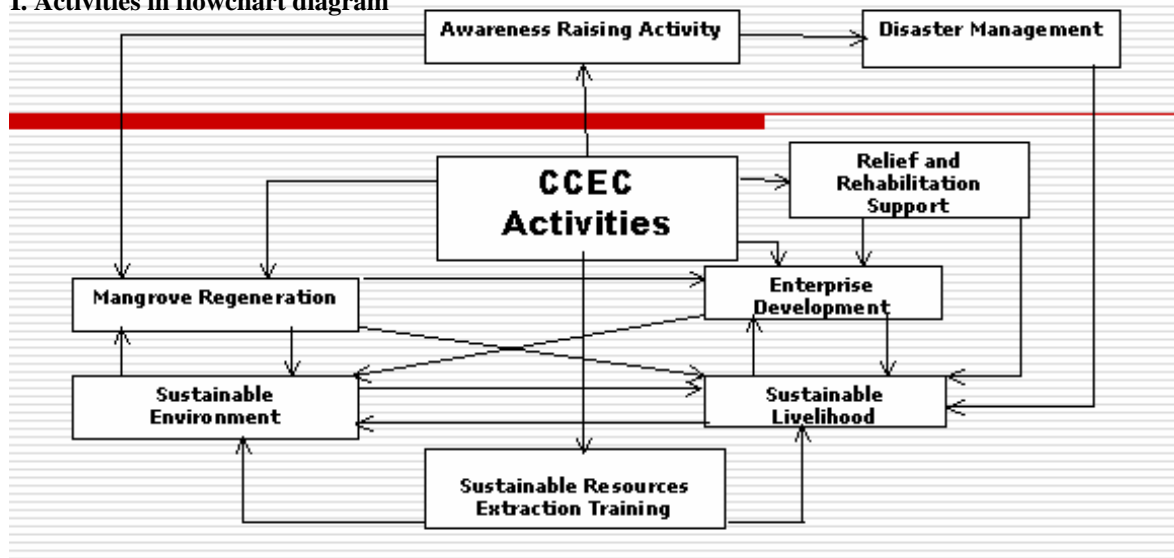 1. Activities in flowchart diagram
Awareness Raising Activity
Disaster Management
CCEC
Activities
Relief and
Rehabilitation
Support
Mangrove Regeneration
Enterprise
Development
Sustainable
Environment
Sustainable
Livelihood
Sustainable Resources
Extraction Training